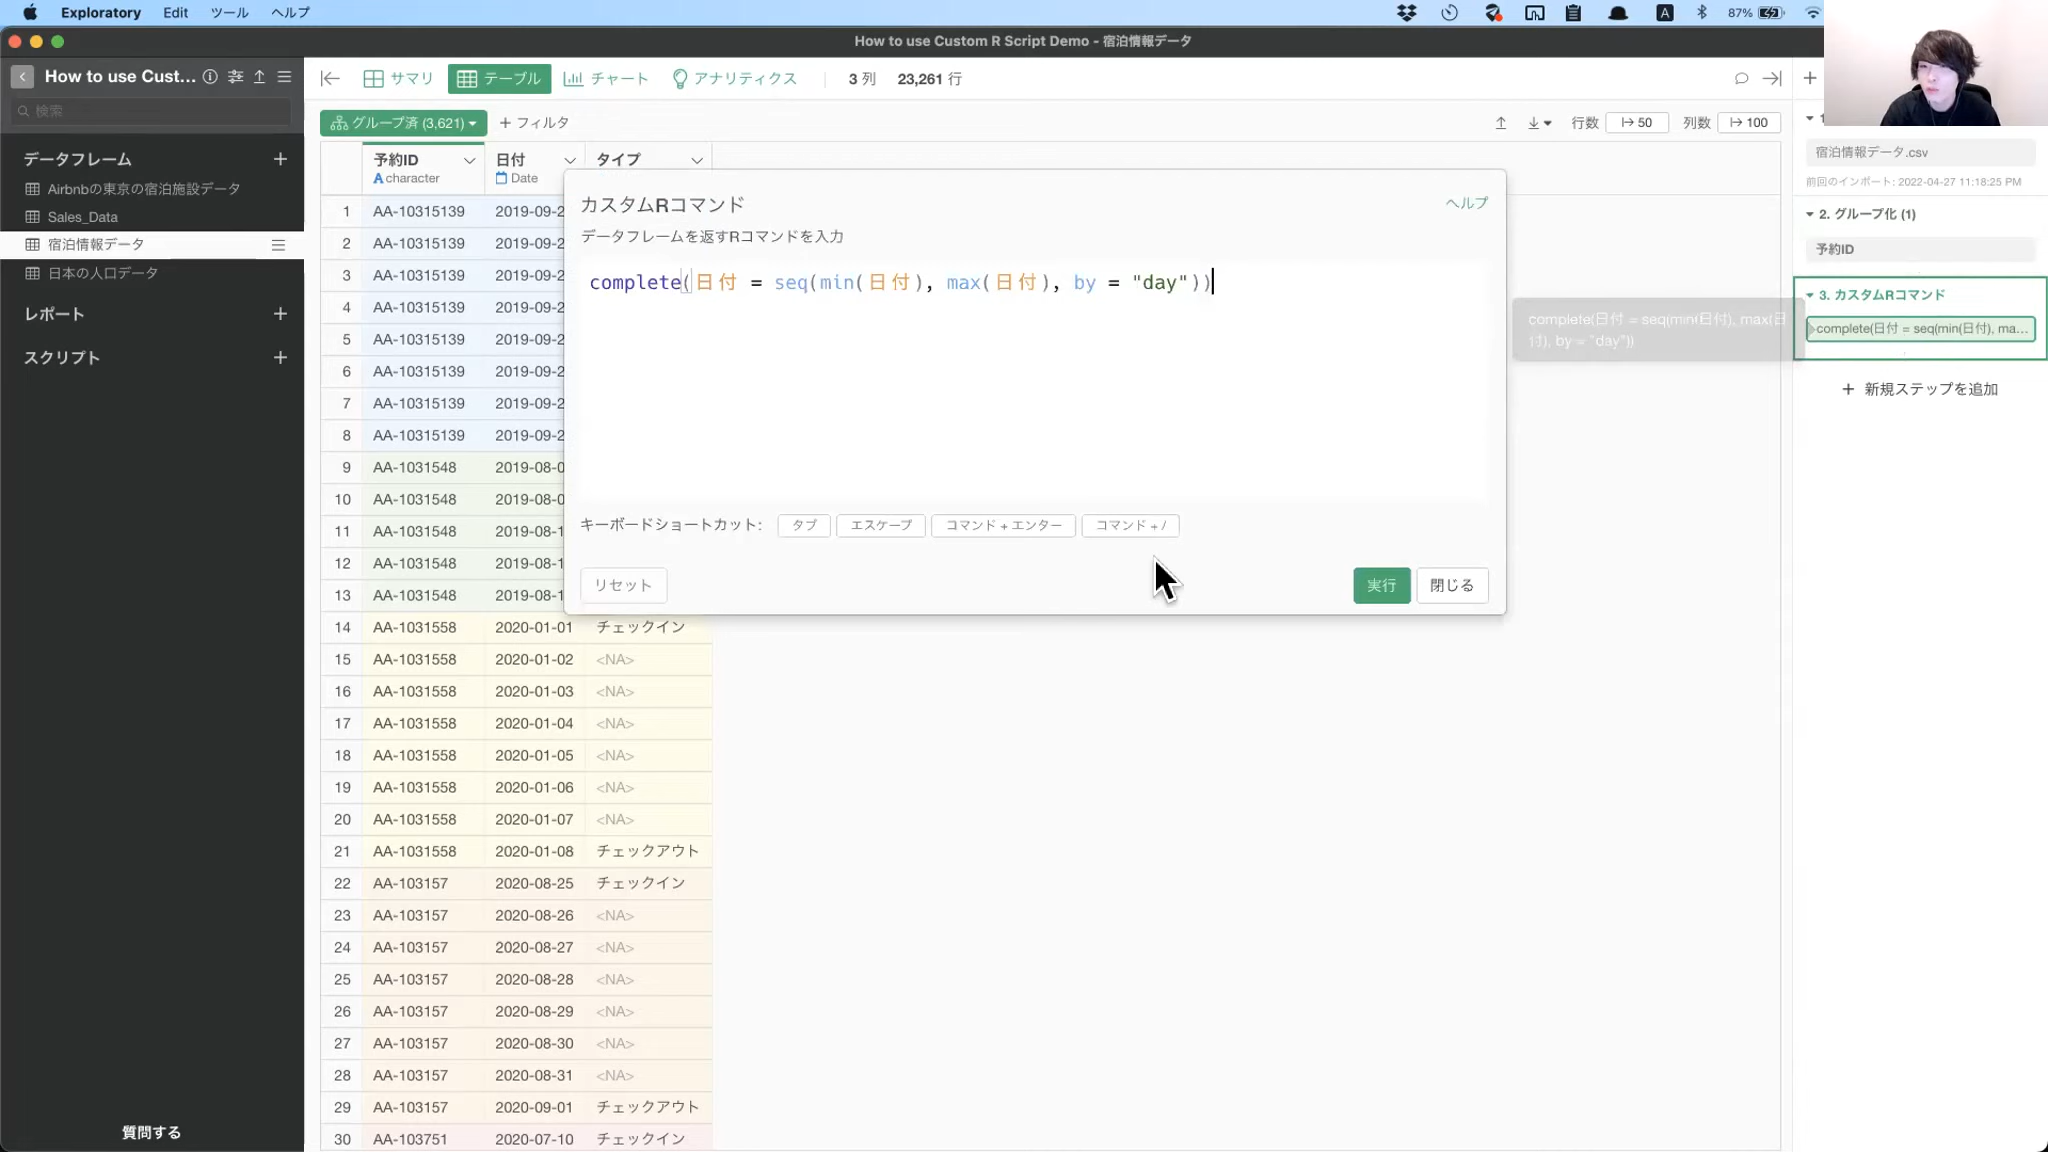 Exploratory Edit ツール ヘルプ
87%
How to use Custom R Script Demo - 宿泊情報データ
How to use Cust...
検索
データフレーム
Airbnbの東京の宿泊施設データ
Sales_Data
宿泊情報データ
日本の人口データ
レポート
スクリプト
質問する
サマリ テーブル チャート アナリティクス 3 列 23,261 行
グループ済 (3,621) + フィルタ 行数 50 列数 100
予約ID 日付 タイプ
character Date
1 AA-10315139 2019-09-2
2 AA-10315139 2019-09-2
3 AA-10315139 2019-09-2
4 AA-10315139 2019-09-2
5 AA-10315139 2019-09-2
6 AA-10315139 2019-09-2
7 AA-10315139 2019-09-2
8 AA-10315139 2019-09-2
9 AA-1031548 2019-08-0
10 AA-1031548 2019-08-0
11 AA-1031548 2019-08-1
12 AA-1031548 2019-08-1
13 AA-1031548 2019-08-1
14 AA-1031558 2020-01-01 チェックイン
15 AA-1031558 2020-01-02 <NA>
16 AA-1031558 2020-01-03 <NA>
17 AA-1031558 2020-01-04 <NA>
18 AA-1031558 2020-01-05 <NA>
19 AA-1031558 2020-01-06 <NA>
20 AA-1031558 2020-01-07 <NA>
21 AA-1031558 2020-01-08 チェックアウト
22 AA-103157 2020-08-25 チェックイン
23 AA-103157 2020-08-26 <NA>
24 AA-103157 2020-08-27 <NA>
25 AA-103157 2020-08-28 <NA>
26 AA-103157 2020-08-29 <NA>
27 AA-103157 2020-08-30 <NA>
28 AA-103157 2020-08-31 <NA>
29 AA-103157 2020-09-01 チェックアウト
30 AA-103751 2020-07-10 チェックイン
カスタムRコマンド ヘルプ
データフレームを返すRコマンドを入力
complete(日付 = seq(min(日付), max(日付), by = "day"))
キーボードショートカット: タブ エスケープ コマンド + エンター コマンド + /
リセット 実行 閉じる
complete(日付 = seq(min(日付), max(日
付), by = "day"))
宿泊情報データ.csv
前回のインポート: 2022-04-27 11:18:25 PM
2. グループ化 (1)
予約ID
3. カスタムRコマンド
complete(日付 = seq(min(日付), ma...
+ 新規ステップを追加